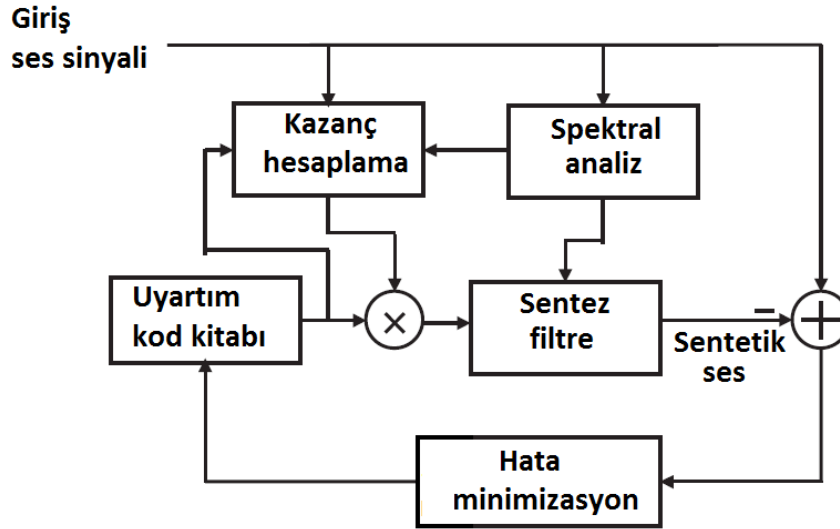 Giriş
ses sinyali
Kazanç
hesaplama
Spektral
analiz
Uyartım
kod kitabı
×
Sentez
filtre
−
+
Sentetik
ses
Hata
minimizasyon